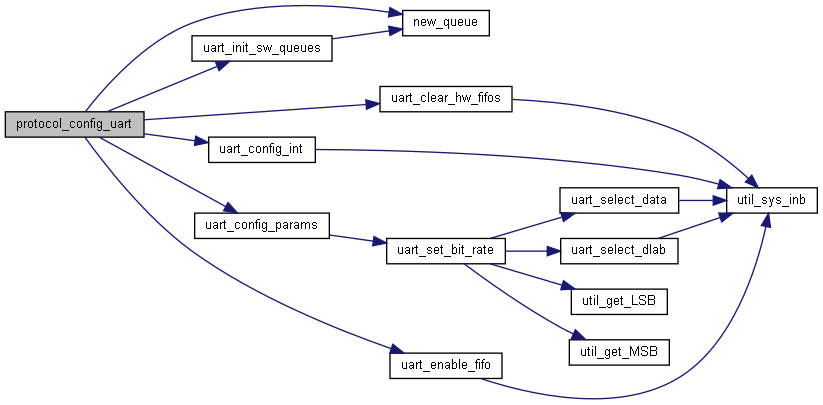 new_queue
uart_init_sw_queues
uart_clear_hw_fifos
protocol_config_uart
uart_config_int
uart_select_data
util_sys_inb
uart_config_params
uart_set_bit_rate
uart_select_dlab
util_get_LSB
util_get_MSB
uart_enable_fifo